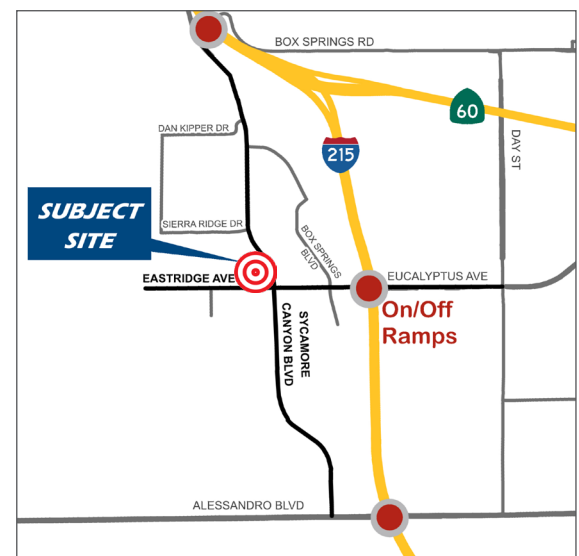 BOX SPRINGS RD
60
DAN KIPPER DR
DAY ST
215
SUBJECT
SITE
SIERRA RIDGE DR
BOX SPRINGS
BLVD
EASTRIDGE AVE
EUCALYPTUS AVE
On/Off
Ramps
SYCAMORE
CANYON BLVD
ALESSANDRO BLVD